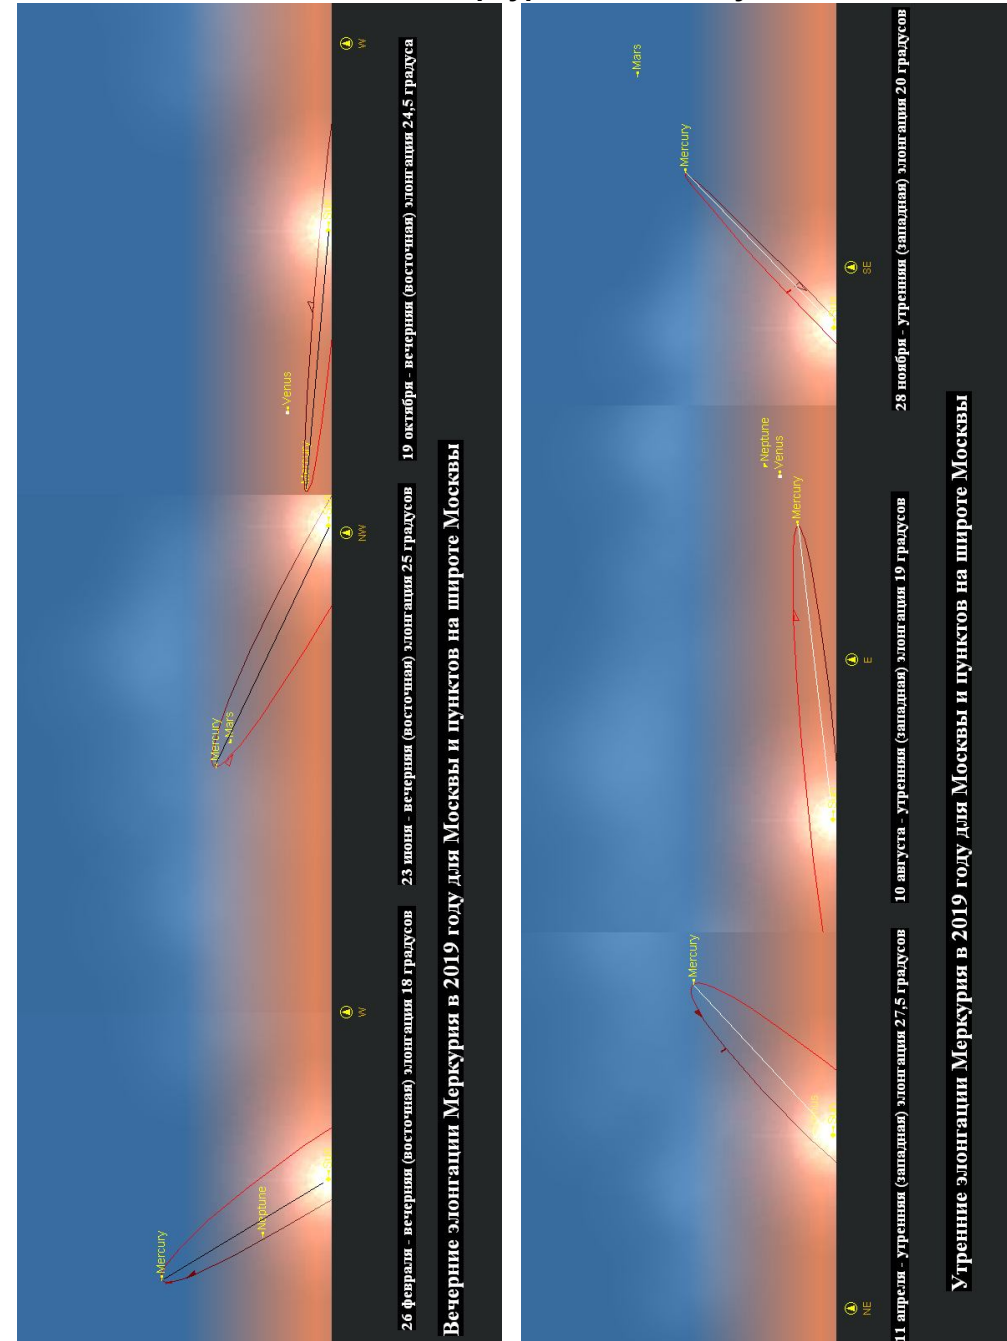 Mercury
Neptune
W
Mercury
Mars
NW
Venus
Mercury
W
26 февраля - вечерняя (восточная) элонгация 18 градусов
23 июня - вечерняя (восточная) элонгация 25 градусов
19 октября - вечерняя (восточная) элонгация 24,5 градуса
Вечерние элонгации Меркурия в 2019 году для Москвы и пунктов на широте Москвы
Mercury
NE
Neptune
Venus
Mercury
E
Mars
Mercury
SE
11 апреля - утренняя (западная) элонгация 27,5 градусов
10 августа - утренняя (западная) элонгация 19 градусов
28 ноября - утренняя (западная) элонгация 20 градусов
Утренние элонгации Меркурия в 2019 году для Москвы и пунктов на широте Москвы